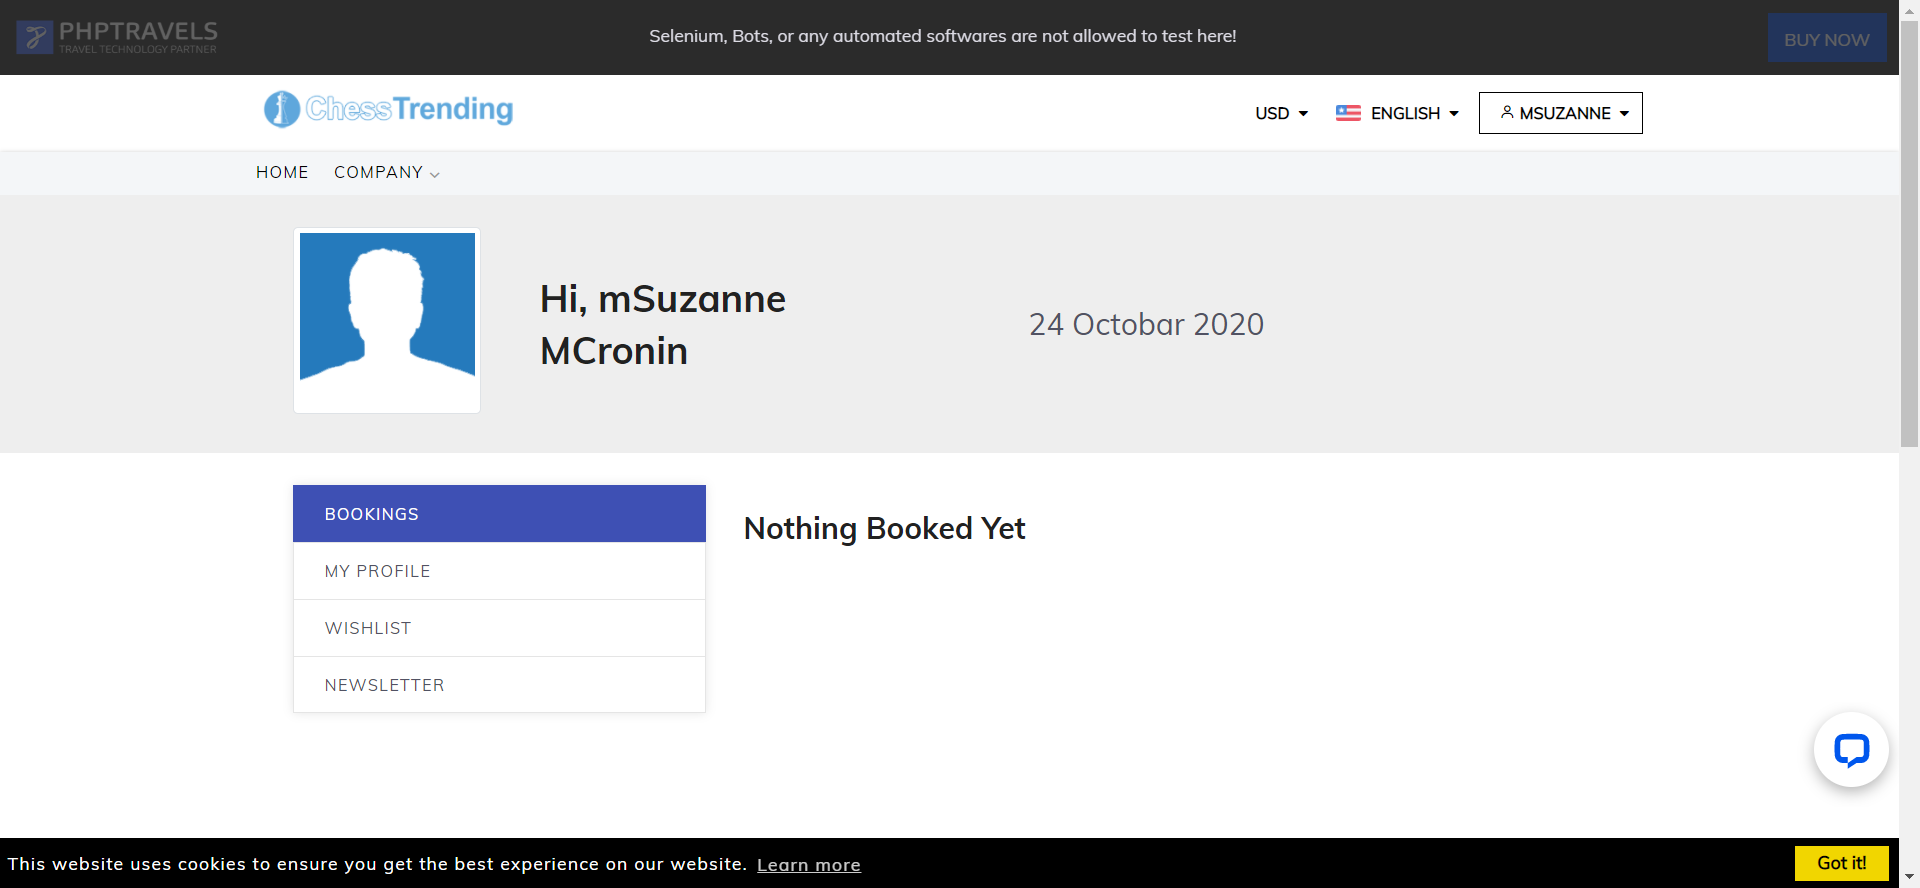 PHPTRAVELS
TRAVEL TECHNOLOGY PARTNER
Selenium, Bots, or any automated softwares are not allowed to test here!
BUY NOW
ChessTrending
USD
ENGLISH
MSUZANNE
HOME
COMPANY
Hi, mSuzanne
MCronin
24 Octobar 2020
BOOKINGS
MY PROFILE
WISHLIST
NEWSLETTER
Nothing Booked Yet
This website uses cookies to ensure you get the best experience on our website. Learn more
Got it!